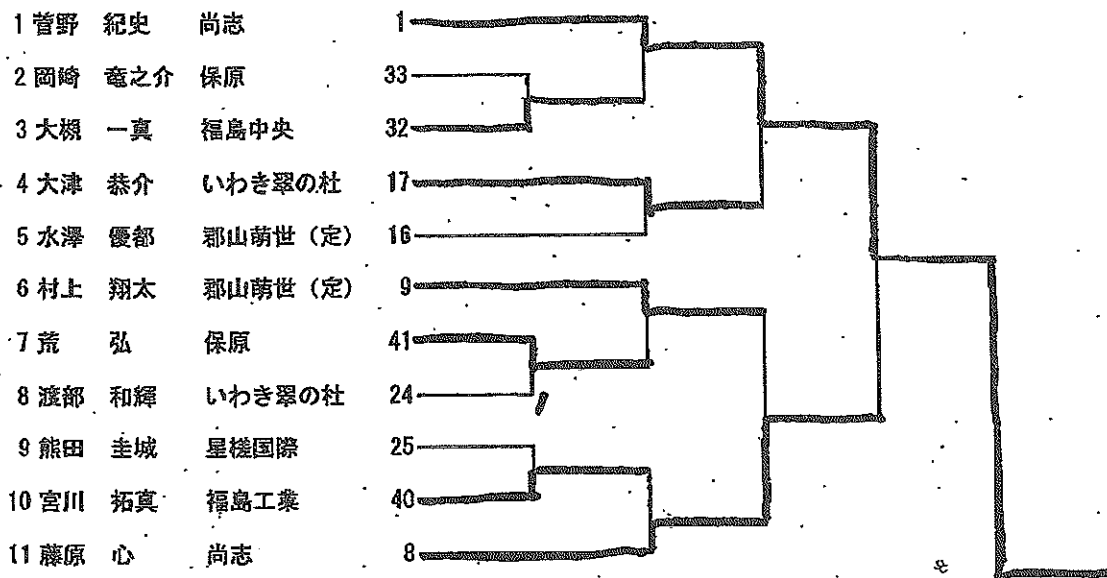 1 菅野 紀史 尚志 1
2 岡崎 竜之介 保原 33
3 大槻 一真 福島中央 32
4 大津 恭介 いわき翠の杜 17
5 水澤 優都 郡山萌世（定） 16
6 村上 翔太 郡山萌世（定） 9
7 荒 弘 保原 41
8 渡部 和輝 いわき翠の杜 24
9 熊田 圭城 星槎国際 25
10 宮川 拓真 福島工業 40
11 藤原 心 尚志 8